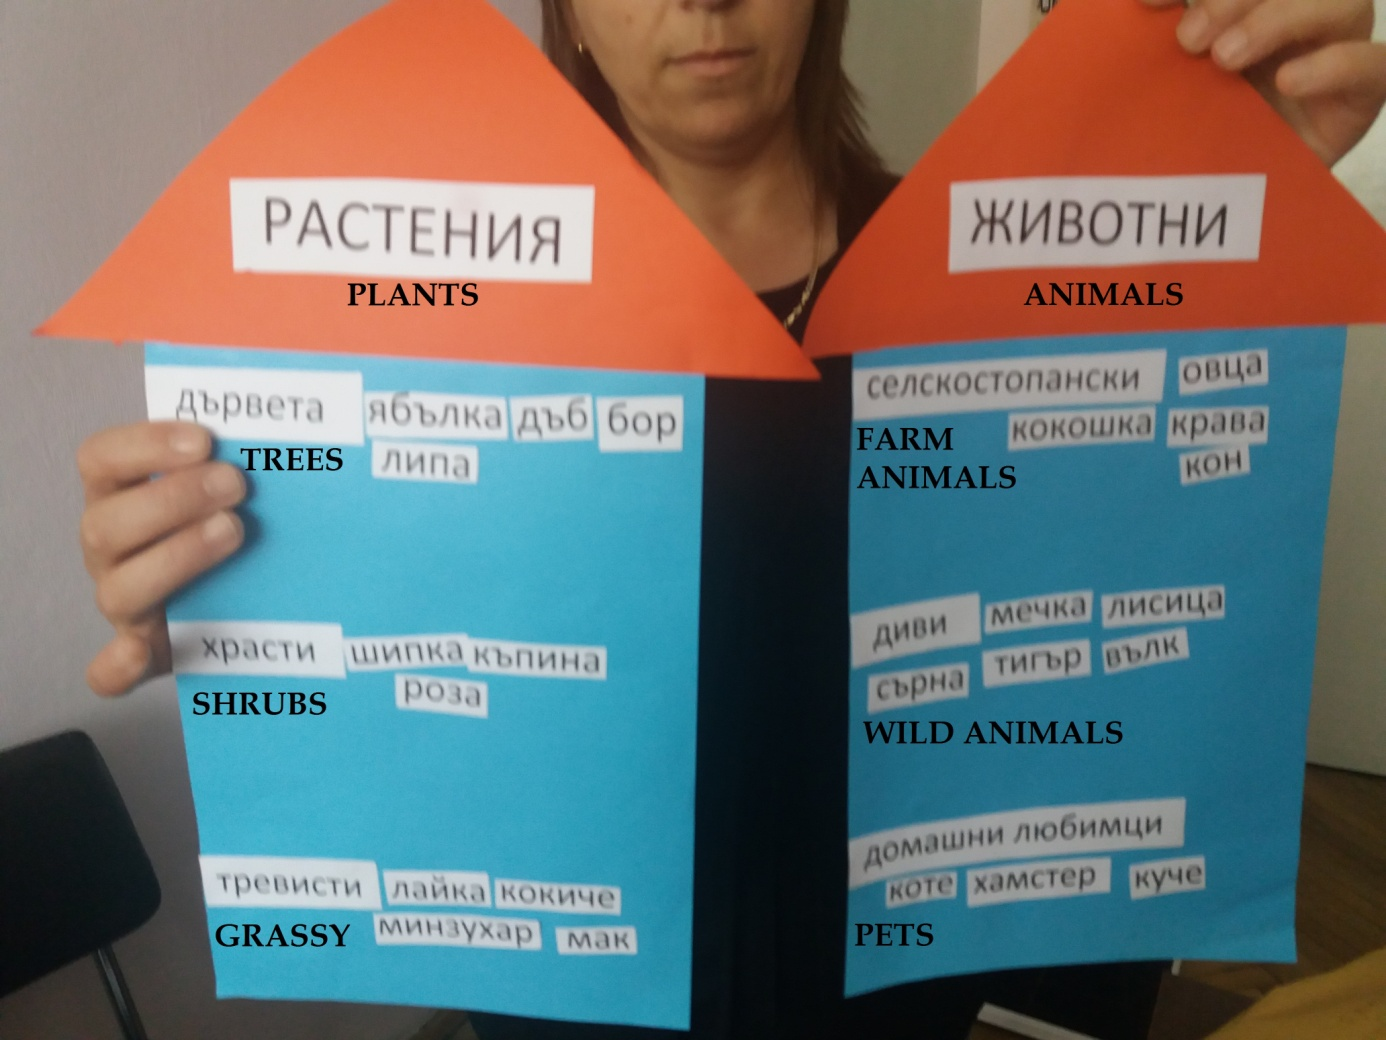 РАСТЕНИЯ
PLANTS
дървета ябълка дъб бор
TREES липа
храсти шипка къпина
роза
SHRUBS
тревисти лайка кокиче
GRASSY минзухар мак
ЖИВОТНИ
ANIMALS
селскостопански овца
FARM кокошка крава
ANIMALS кон
диви мечка лисица
сърна тигър вълк
WILD ANIMALS
домашни любимци
коте хамстер куче
PETS